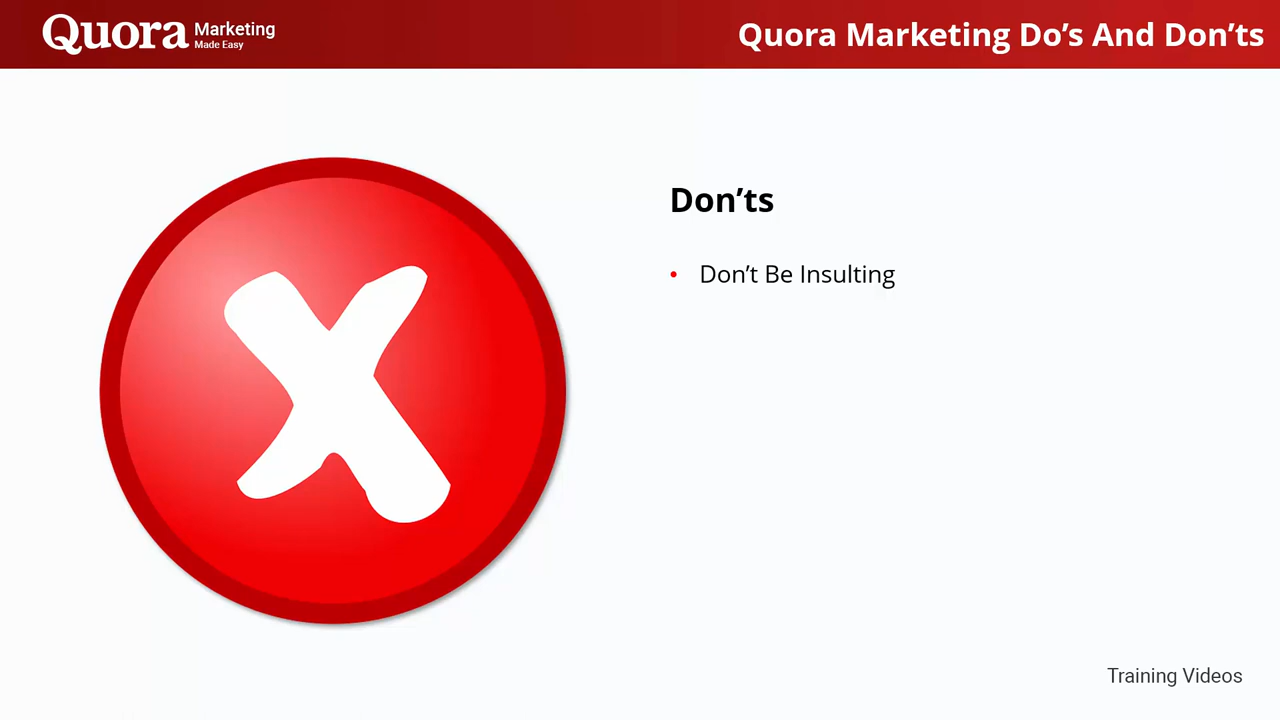 Quora Marketing
Made Easy
Quora Marketing Do’s And Don’ts
Don’ts
• Don’t Be Insulting
Training Videos